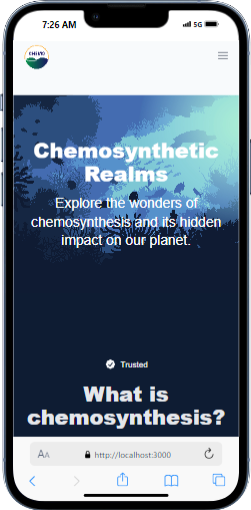 7:26 AM
5G
CHEMO
Chemosynthetic
Realms
Explore the wonders of
chemosynthesis and its hidden
impact on our planet.
Trusted
What is
chemosynthesis?
AA
http://localhost:3000